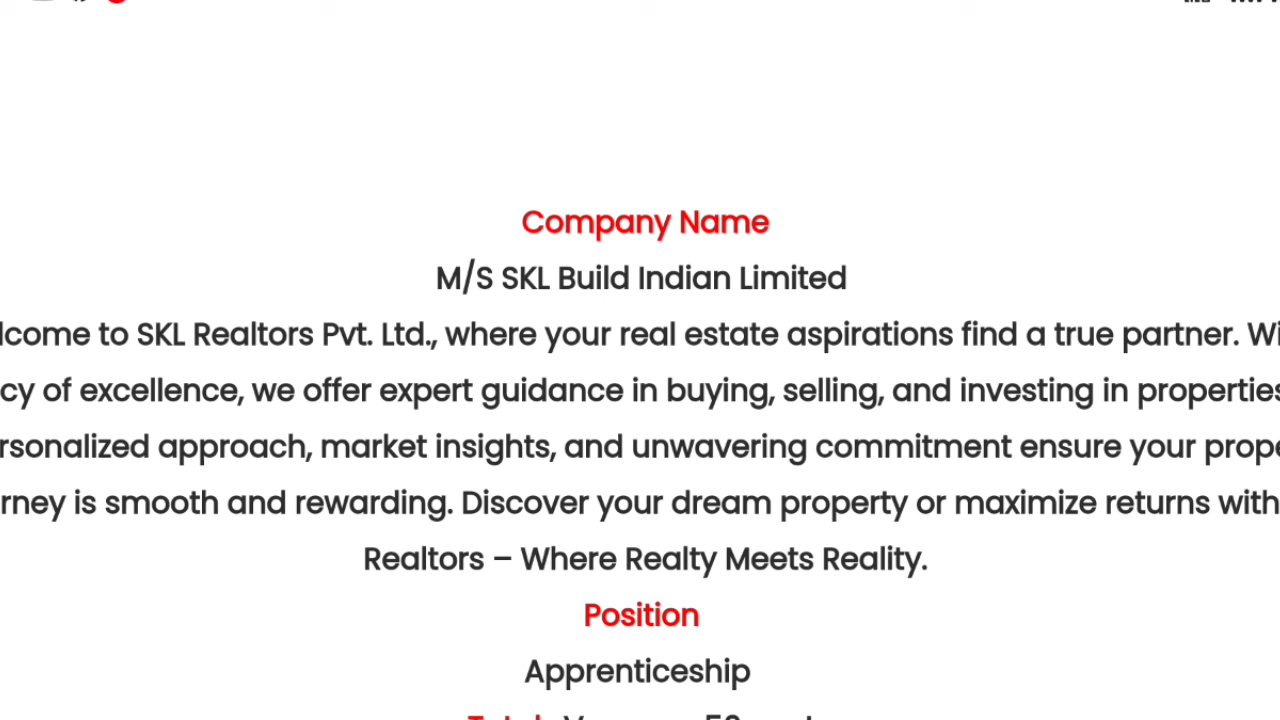 Company Name
M/S SKL Build Indian Limited
lcome to SKL Realtors Pvt. Ltd., where your real estate aspirations find a true partner. Wi
cy of excellence, we offer expert guidance in buying, selling, and investing in properties
rsonalized approach, market insights, and unwavering commitment ensure your prope
rney is smooth and rewarding. Discover your dream property or maximize returns with
Realtors – Where Realty Meets Reality.
Position
Apprenticeship